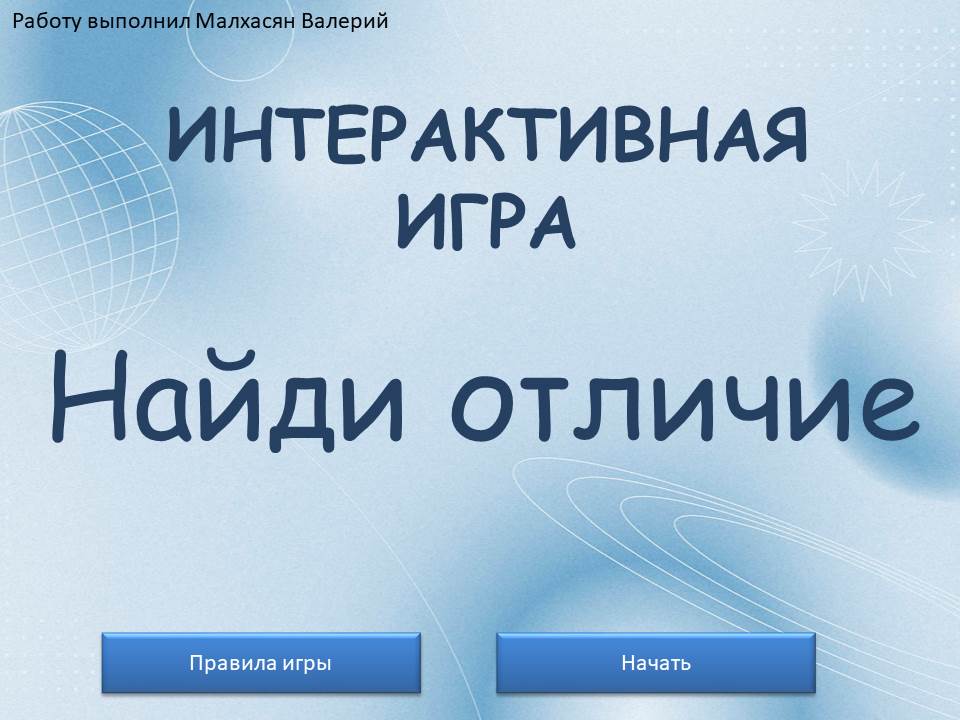 Работу выполнил Малхасян Валерий
ИНТЕРАКТИВНАЯ
ИГРА
Найди отличие
Правила игры
Начать